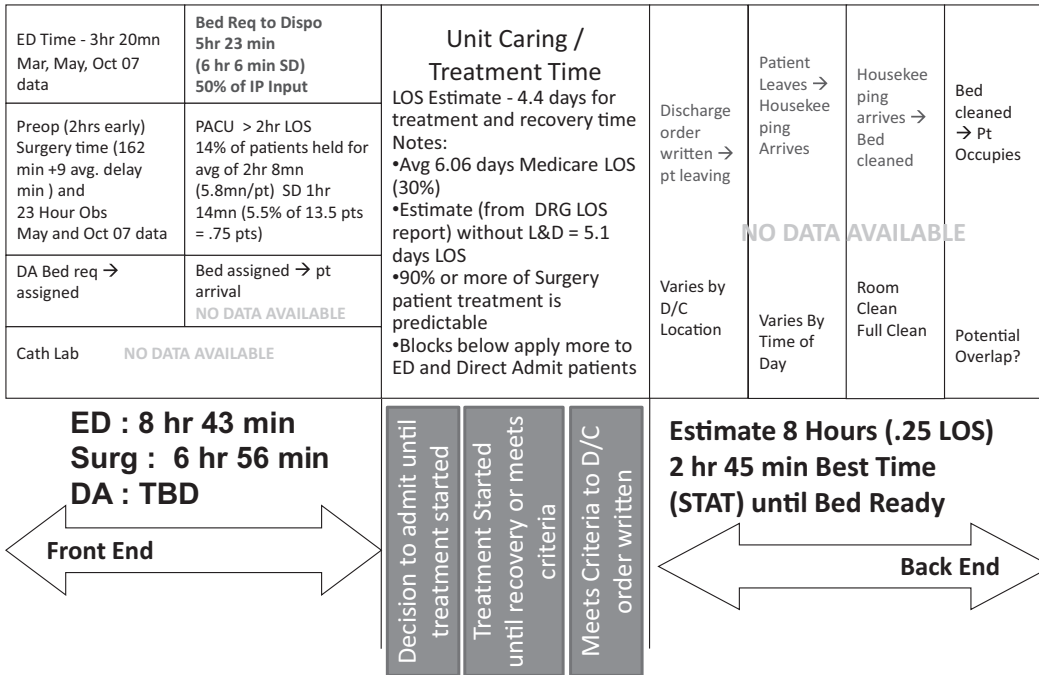 ED Time - 3hr 20mn
Mar, May, Oct 07
data
Bed Req to Dispo
5hr 23 min
(6 hr 6 min SD)
50% of IP Input
Preop (2hrs early)
Surgery time (162
min +9 avg. delay
min ) and
23 Hour Obs
May and Oct 07 data
PACU > 2hr LOS
14% of patients held for
avg of 2hr 8mn
(5.8mn/pt) SD 1hr
14mn (5.5% of 13.5 pts
= .75 pts)
DA Bed req →
assigned
Bed assigned → pt
arrival
NO DATA AVAILABLE
Cath Lab NO DATA AVAILABLE
Unit Caring /
Treatment Time
LOS Estimate - 4.4 days for
treatment and recovery time
Notes:
•Avg 6.06 days Medicare LOS
(30%)
•Estimate (from DRG LOS
report) without L&D = 5.1
days LOS
•90% or more of Surgery
patient treatment is
predictable
•Blocks below apply more to
ED and Direct Admit patients
Discharge
order
written →
pt leaving
Patient
Leaves →
Housekee
ping
Arrives
Housekee
ping
arrives →
Bed
cleaned
Bed
cleaned
→ Pt
Occupies
NO DATA AVAILABLE
Varies by
D/C
Location
Varies By
Time of
Day
Room
Clean
Full Clean
Potential
Overlap?
ED : 8 hr 43 min
Surg : 6 hr 56 min
DA : TBD
Front End
Decision to admit until
treatment started
Treatment Started
until recovery or meets
criteria
Meets Criteria to D/C
order written
Estimate 8 Hours (.25 LOS)
2 hr 45 min Best Time
(STAT) until Bed Ready
Back End